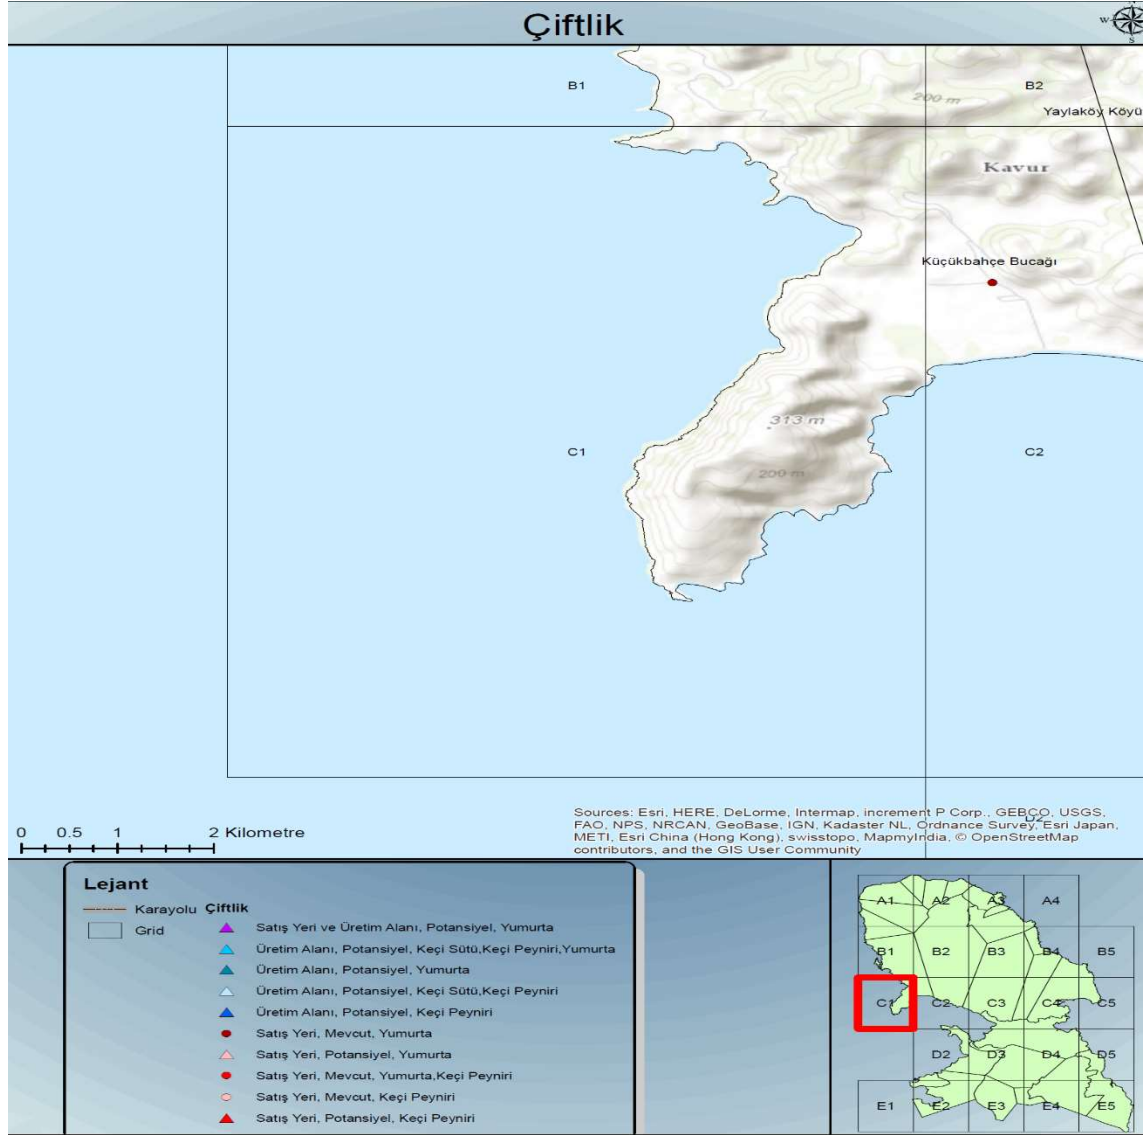 Çiftlik
W
S
B1
B2
200 m
Yaylaköy Köyü
Kavur
Küçükbahçe Bucağı
313 m
C1
C2
200 m
D2
0 0.5 1 2 Kilometre
Sources: Esri, HERE, DeLorme, Intermap, increment P Corp., GEBCO, USGS,
FAO, NPS, NRCAN, GeoBase, IGN, Kadaster NL, Ordnance Survey, Esri Japan,
METI, Esri China (Hong Kong), swisstopo, MapmyIndia, © OpenStreetMap
contributors, and the GIS User Community
Lejant
Karayolu
Grid
Çiftlik
Satış Yeri ve Üretim Alanı, Potansiyel, Yumurta
Üretim Alanı, Potansiyel, Keçi Sütü,Keçi Peyniri,Yumurta
Üretim Alanı, Potansiyel, Yumurta
Üretim Alanı, Potansiyel, Keçi Sütü,Keçi Peyniri
Üretim Alanı, Potansiyel, Keçi Peyniri
Satış Yeri, Mevcut, Yumurta
Satış Yeri, Potansiyel, Yumurta
Satış Yeri, Mevcut, Yumurta,Keçi Peyniri
Satış Yeri, Mevcut, Keçi Peyniri
Satış Yeri, Potansiyel, Keçi Peyniri
A1 A2 A3 A4
B1 B2 B3 B4 B5
C1 C2 C3 C4 C5
D2 D3 D4 D5
E1 E2 E3 E4 E5